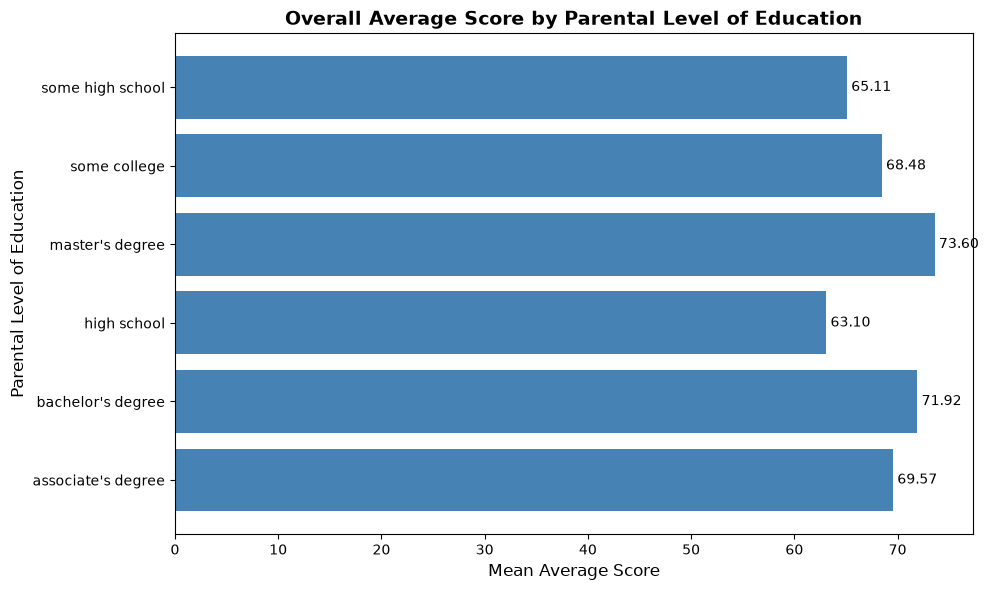 Overall Average Score by Parental Level of Education
Parental Level of Education
some high school
65.11
some college
68.48
master's degree
73.60
high school
63.10
bachelor's degree
71.92
associate's degree
69.57
0 10 20 30 40 50 60 70
Mean Average Score